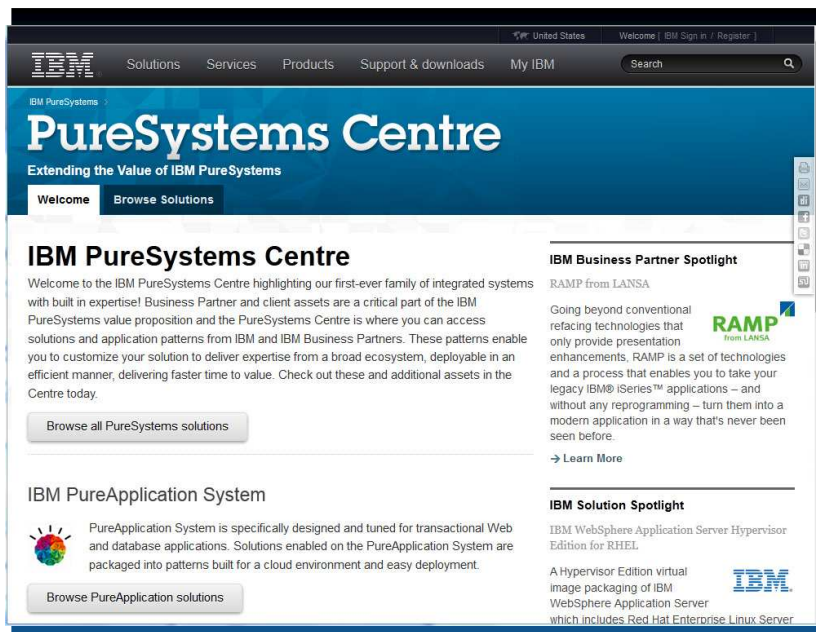 United States
Welcome [ IBM Sign in / Register ]
IBM
Solutions
Services
Products
Support & downloads
My IBM
Search
IBM PureSystems
PureSystems Centre
Extending the Value of IBM PureSystems
Welcome
Browse Solutions
IBM PureSystems Centre
Welcome to the IBM PureSystems Centre highlighting our first-ever family of integrated systems
with built in expertise! Business Partner and client assets are a critical part of the IBM
PureSystems value proposition and the PureSystems Centre is where you can access
solutions and application patterns from IBM and IBM Business Partners. These patterns enable
you to customize your solution to deliver expertise from a broad ecosystem, deployable in an
efficient manner, delivering faster time to value. Check out these and additional assets in the
Centre today.
Browse all PureSystems solutions
IBM PureApplication System
PureApplication System is specifically designed and tuned for transactional Web
and database applications. Solutions enabled on the PureApplication System are
packaged into patterns built for a cloud environment and easy deployment.
Browse PureApplication solutions
IBM Business Partner Spotlight
RAMP from LANSA
Going beyond conventional
refacing technologies that
only provide presentation
RAMP
from LANSA
enhancements, RAMP is a set of technologies
and a process that enables you to take your
legacy IBM® iSeries™ applications – and
without any reprogramming – turn them into a
modern application in a way that's never been
seen before.
Learn More
IBM Solution Spotlight
IBM WebSphere Application Server Hypervisor
Edition for RHEL
A Hypervisor Edition virtual
image packaging of IBM
WebSphere Application Server
IBM
which includes Red Hat Enterprise Linux Server